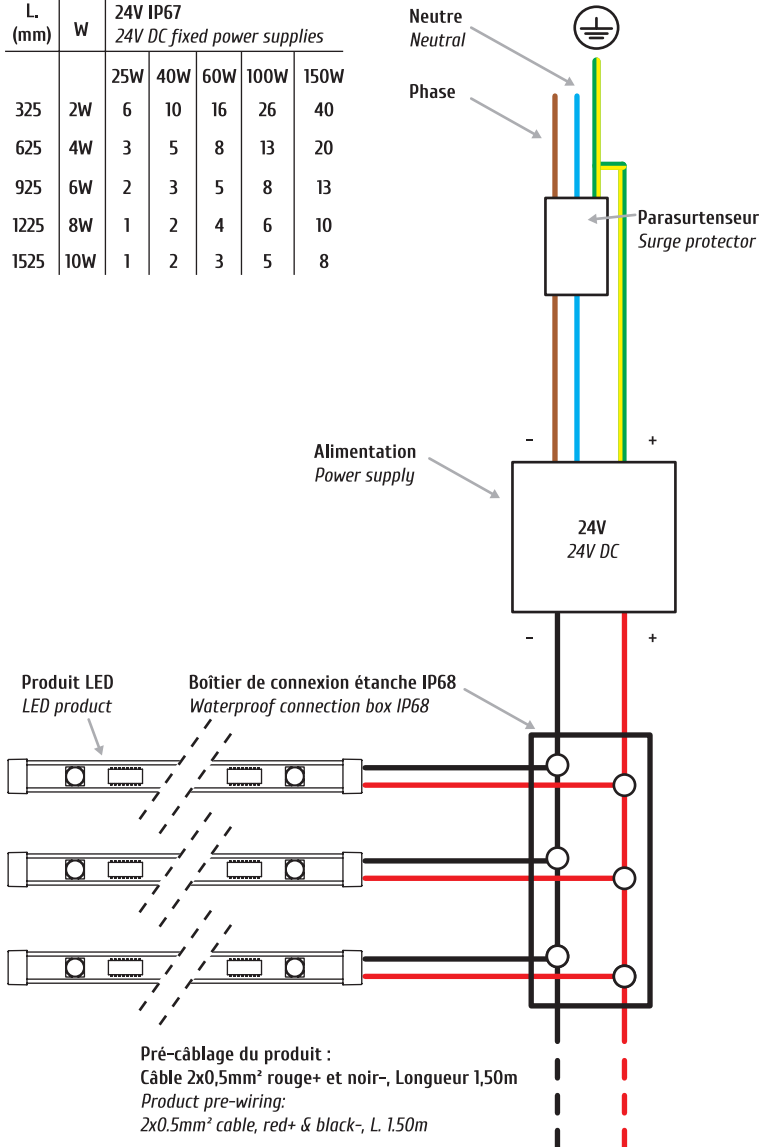 L.
(mm)
W
24V IP67
24V DC fixed power supplies
25W 40W 60W 100W 150W
325 2W 6 10 16 26 40
625 4W 3 5 8 13 20
925 6W 2 3 5 8 13
1225 8W 1 2 4 6 10
1525 10W 1 2 3 5 8
Neutre
Neutral
Phase
Parasurtenseur
Surge protector
- +
Alimentation
Power supply
24V
24V DC
- +
Produit LED
LED product
Boîtier de connexion étanche IP68
Waterproof connection box IP68
Pré-câblage du produit :
Câble 2x0,5mm² rouge+ et noir-, Longueur 1,50m
Product pre-wiring:
2x0.5mm² cable, red+ & black-, L. 1.50m